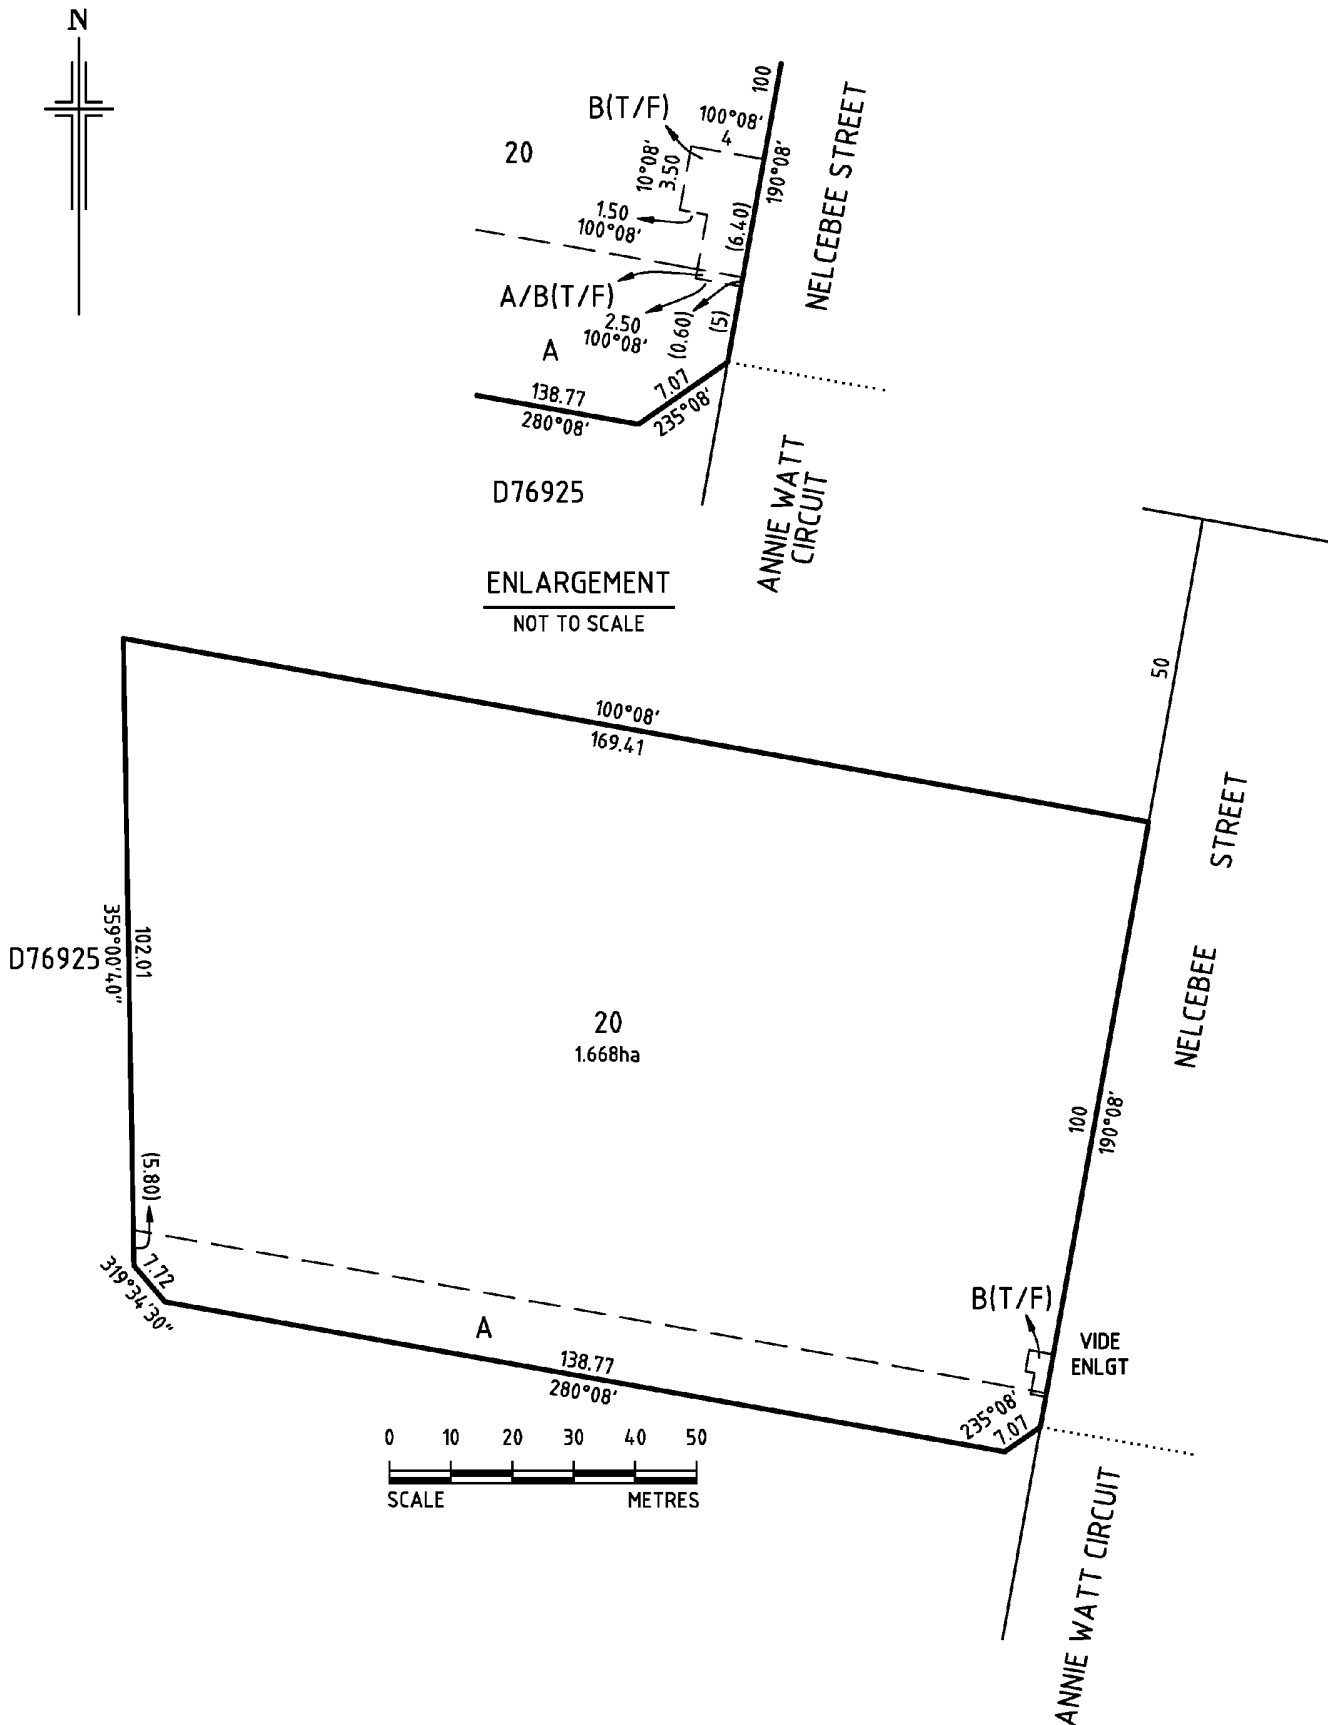 N
100
B(T/F)
100°08'
4
20
10°08'
3.50
190°08'
NELCEBEE STREET
1.50
100°08'
(6.40)
A/B(T/F)
2.50
100°08'
(0.60)
(5)
A
138.77
280°08'
7.07
235°08'
D76925
ANNIE WATT
CIRCUIT
ENLARGEMENT
NOT TO SCALE
50
100°08'
169.41
NELCEBEE STREET
D76925
102.01
359°00'40"
20
1.668ha
100
190°08'
(5.80)
7.72
319°34'30"
B(T/F)
VIDE
ENLGT
A
138.77
280°08'
235°08'
7.07
0 10 20 30 40 50
SCALE METRES
ANNIE WATT CIRCUIT